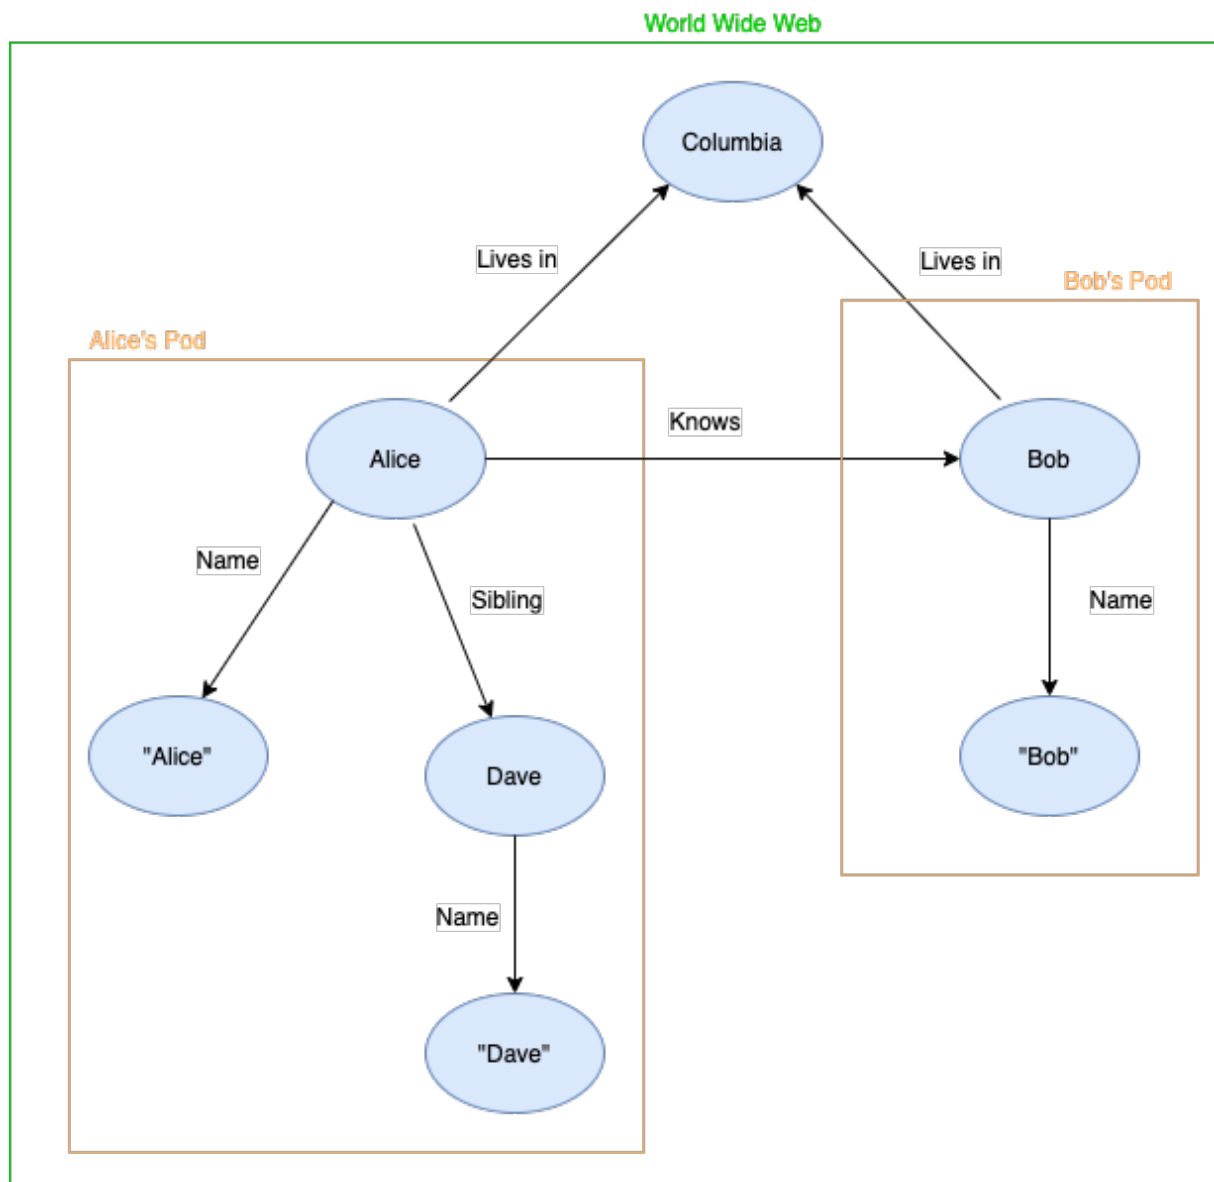 World Wide Web
Columbia
Lives in
Lives in
Bob's Pod
Alice's Pod
Knows
Alice
Bob
Name
Sibling
Name
"Alice"
Dave
"Bob"
Name
"Dave"